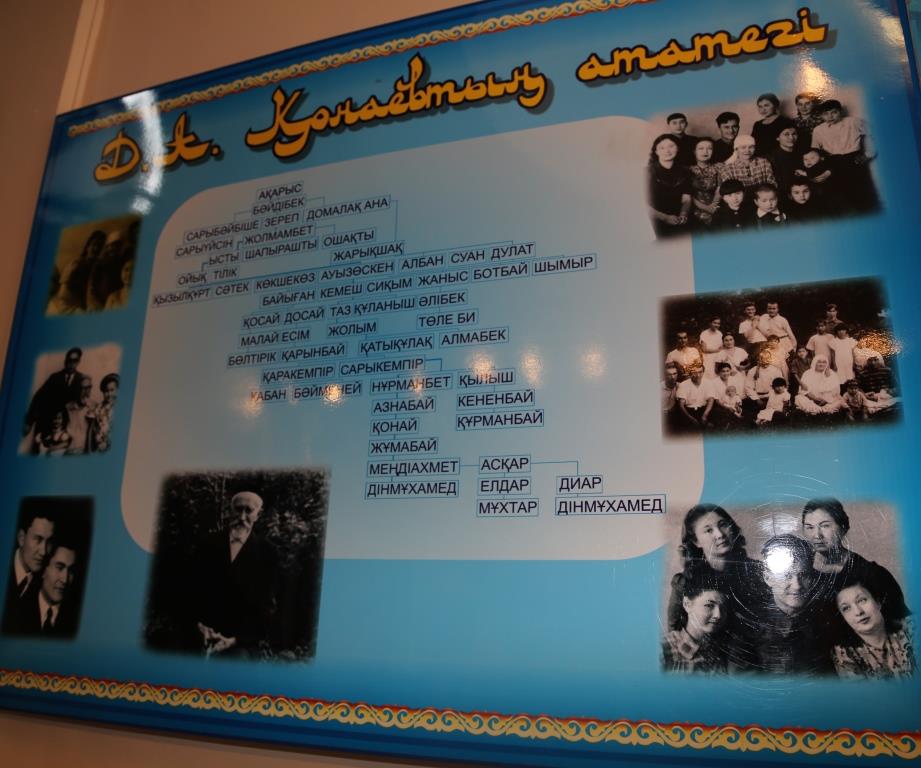 Д.А. Қонаевтың ататегі
АҚАРЫС
БӘЙДІБЕК
САРЫБӘЙБІШЕ ЗЕРЕП ДОМАЛАҚ АНА
САРЫҮЙСІН ЖОЛМАМБЕТ
ЫСТЫ ШАПЫРАШТЫ ОШАҚТЫ
ЖАРЫҚШАҚ
ОЙЫҚ ТІЛІК
ҚЫЗЫЛҚҰРТ СӘТЕК КӨКШЕКӨЗ АУЫЗӨСКЕН АЛБАН СУАН ДУЛАТ
БАЙЫҒАН КЕМЕШ СИҚЫМ ЖАНЫС БОТБАЙ ШЫМЫР
ҚОСАЙ ДОСАЙ ТАЗ ҚҰЛАНЫШ ӘЛІБЕК
МАЛАЙ ЕСІМ ЖОЛЫМ ТӨЛЕ БИ
БӨЛТІРІК ҚАРЫНБАЙ ҚАТЫҚҰЛАҚ АЛМАБЕК
ҚАРАКЕМПІР САРЫКЕМПІР
ҚАБАН НҰРМАНБЕТ ҚЫЛЫШ
АЗНАБАЙ КЕНЕНБАЙ
ҚОНАЙ ҚҰРМАНБАЙ
ЖҰМАБАЙ
МЕҢДІАХМЕТ АСҚАР
ДІНМҰХАМЕД ЕЛДАР ДИАР
МҰХТАР ДІНМҰХАМЕД